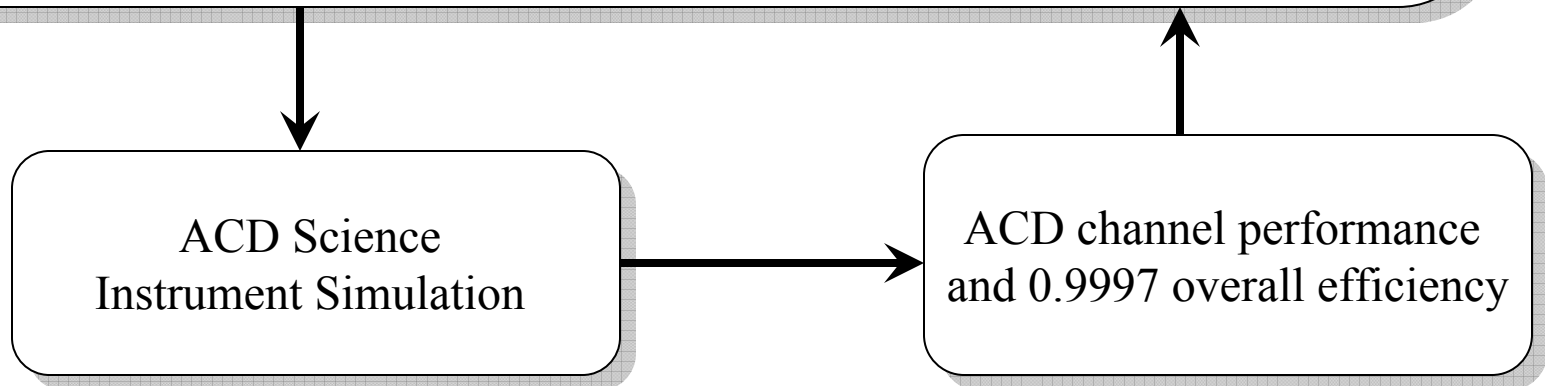 ACD Science
Instrument Simulation
ACD channel performance
and 0.9997 overall efficiency